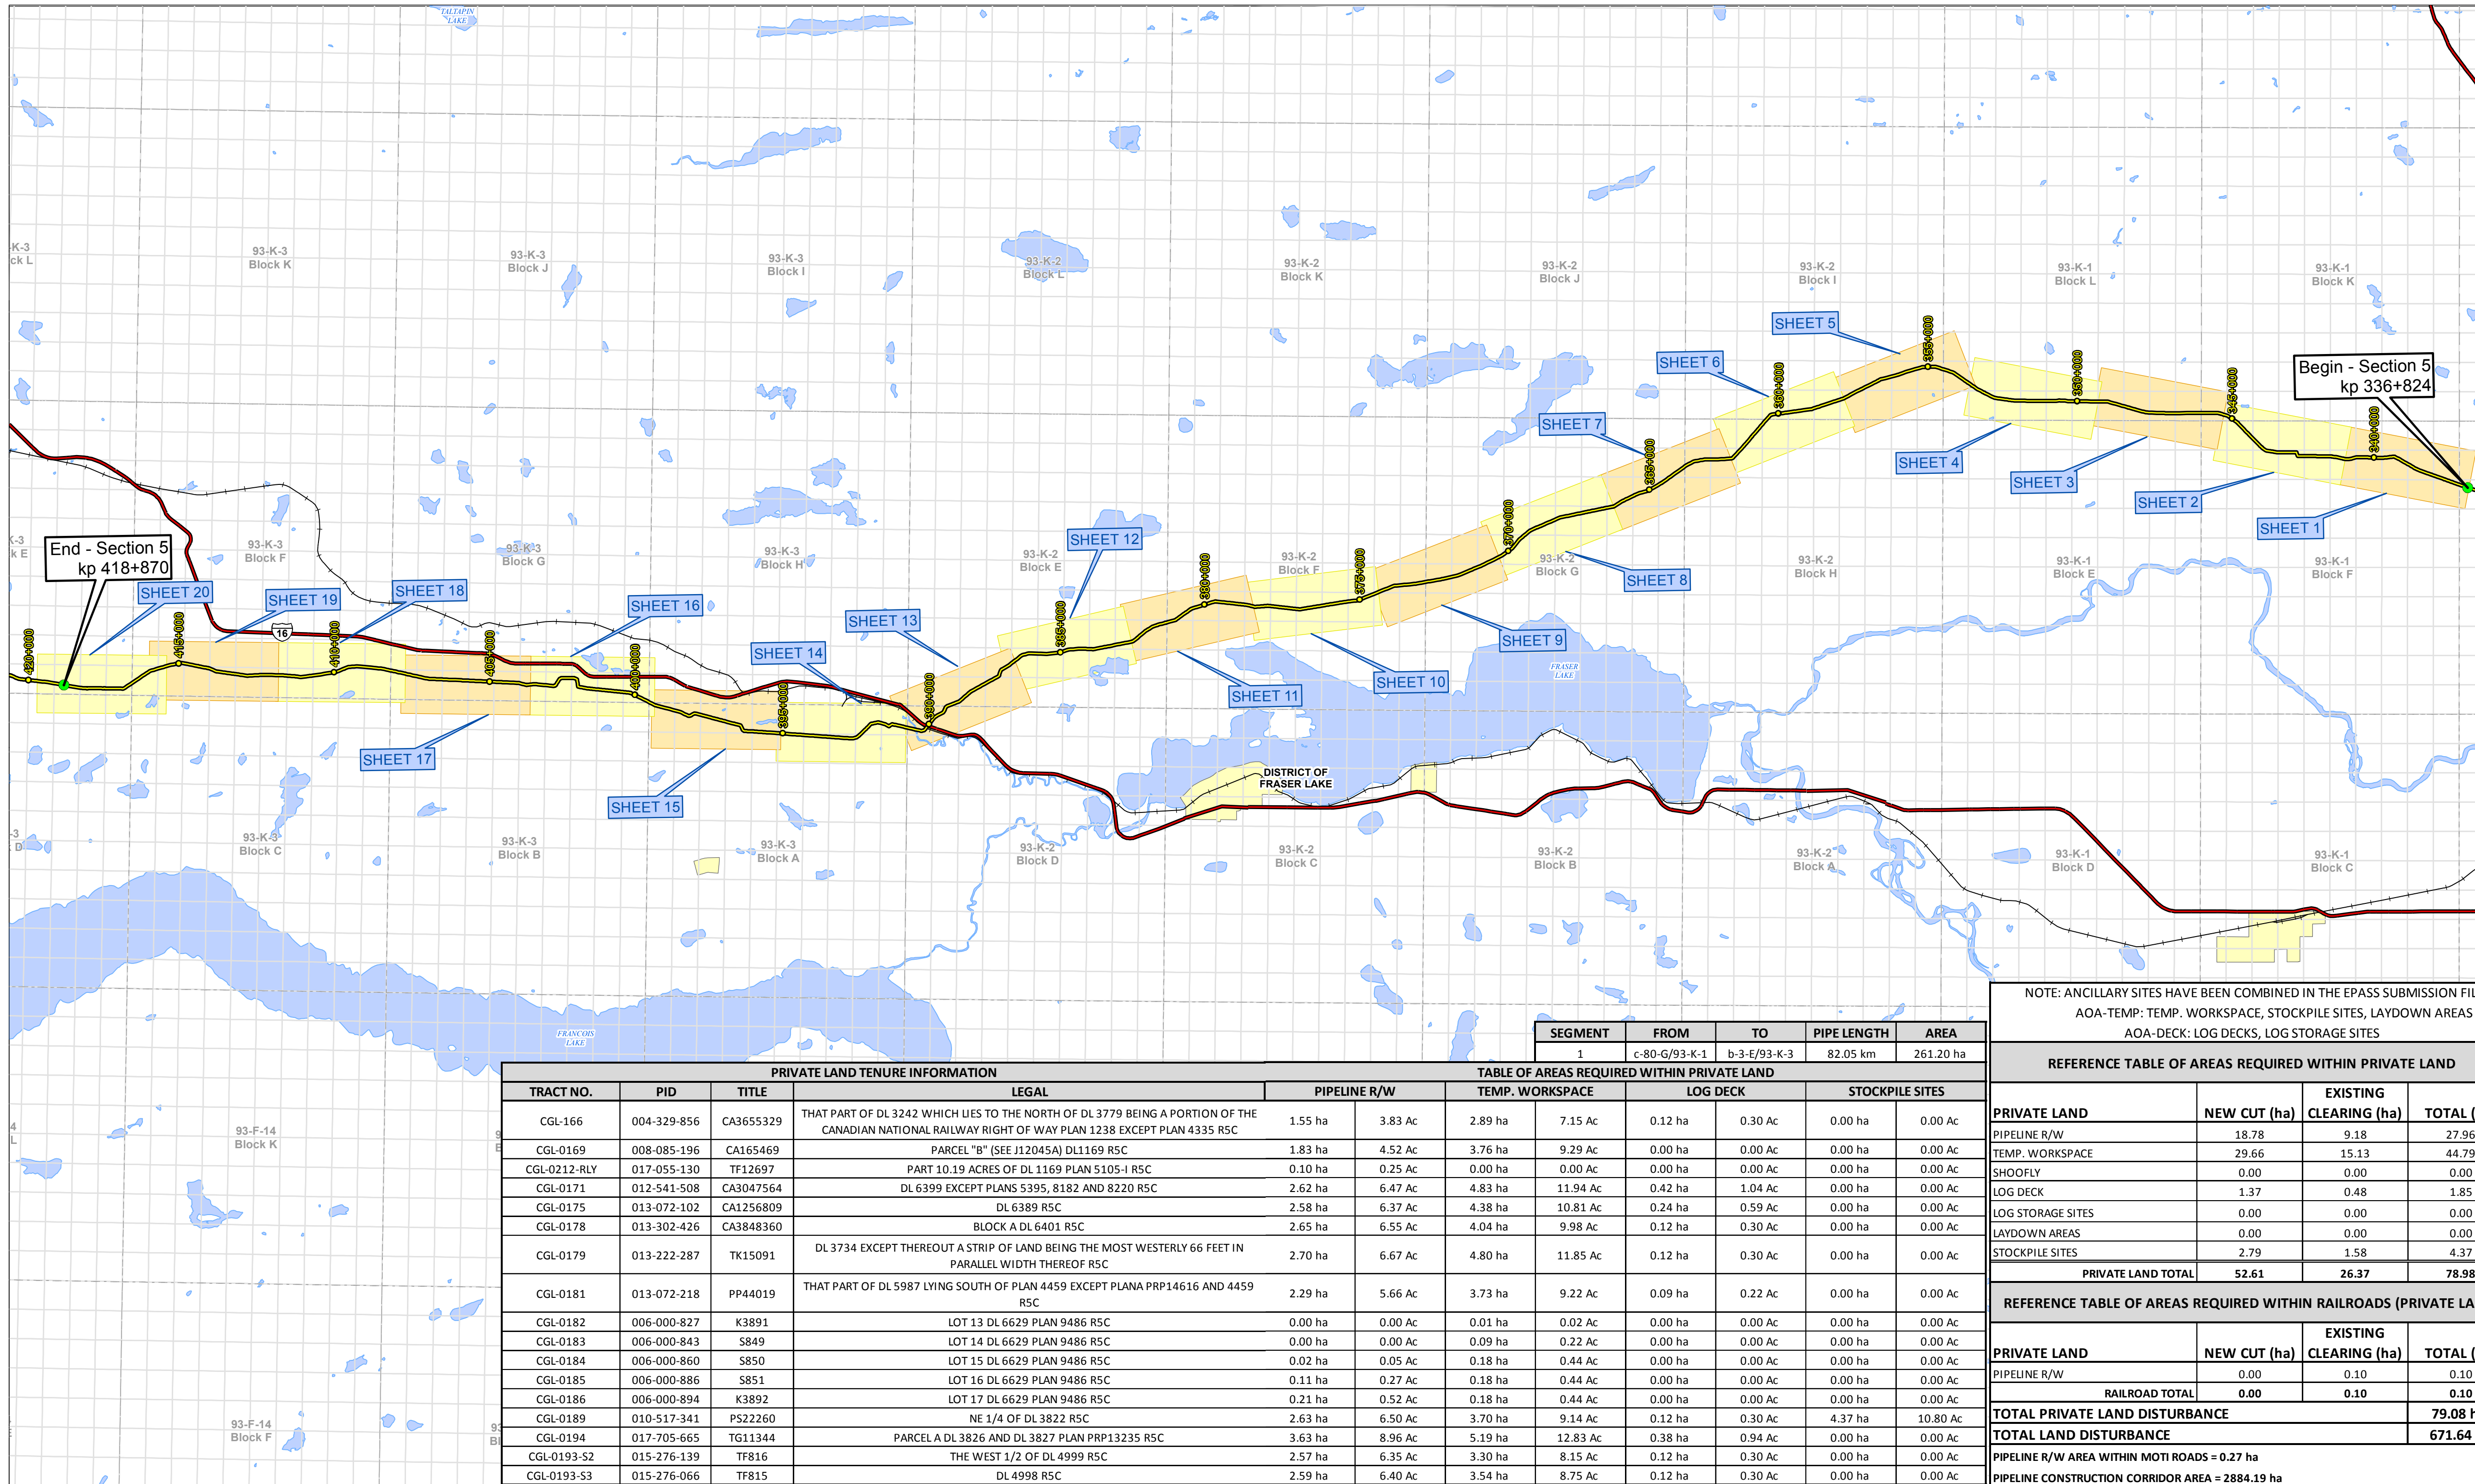 TALTAPIN
LAKE
93-K-3
Block K
93-K-3
Block J
93-K-3
Block I
93-K-2
Block L
93-K-2
Block K
93-K-2
Block J
93-K-2
Block I
93-K-1
Block L
93-K-1
Block K
SHEET 5
SHEET 6
SHEET 7
SHEET 4
SHEET 3
SHEET 2
SHEET 1
355+000
350+000
345+000
340+000
360+000
365+000
370+000
Begin - Section 5
kp 336+824
End - Section 5
kp 418+870
93-K-3
Block F
93-K-3
Block G
93-K-3
Block H
93-K-2
Block E
93-K-2
Block F
93-K-2
Block G
93-K-2
Block H
93-K-1
Block E
93-K-1
Block F
SHEET 20
SHEET 19
SHEET 18
SHEET 16
SHEET 14
SHEET 13
SHEET 12
SHEET 11
SHEET 10
SHEET 9
SHEET 8
SHEET 17
SHEET 15
16
420+000
415+000
410+000
405+000
400+000
395+000
390+000
385+000
380+000
375+000
FRASER
LAKE
DISTRICT OF
FRASER LAKE
93-K-3
Block C
93-K-3
Block B
93-K-3
Block A
93-K-2
Block D
93-K-2
Block C
93-K-2
Block B
93-K-2
Block A
93-K-1
Block D
93-K-1
Block C
FRANCOIS
LAKE
93-F-14
Block K
93-F-14
Block F
SEGMENT FROM TO PIPE LENGTH AREA
1 c-80-G/93-K-1 b-3-E/93-K-3 82.05 km 261.20 ha
PRIVATE LAND TENURE INFORMATION TABLE OF AREAS REQUIRED WITHIN PRIVATE LAND
TRACT NO. PID TITLE LEGAL PIPELINE R/W TEMP. WORKSPACE LOG DECK STOCKPILE SITES
CGL-166 004-329-856 CA3655329 THAT PART OF DL 3242 WHICH LIES TO THE NORTH OF DL 3779 BEING A PORTION OF THE
CANADIAN NATIONAL RAILWAY RIGHT OF WAY PLAN 1238 EXCEPT PLAN 4335 R5C 1.55 ha 3.83 Ac 2.89 ha 7.15 Ac 0.12 ha 0.30 Ac 0.00 ha 0.00 Ac
CGL-0169 008-085-196 CA165469 PARCEL "B" (SEE J12045A) DL1169 R5C 1.83 ha 4.52 Ac 3.76 ha 9.29 Ac 0.00 ha 0.00 Ac 0.00 ha 0.00 Ac
CGL-0212-RLY 017-055-130 TF12697 PART 10.19 ACRES OF DL 1169 PLAN 5105-I R5C 0.10 ha 0.25 Ac 0.00 ha 0.00 Ac 0.00 ha 0.00 Ac 0.00 ha 0.00 Ac
CGL-0171 012-541-508 CA3047564 DL 6399 EXCEPT PLANS 5395, 8182 AND 8220 R5C 2.62 ha 6.47 Ac 4.83 ha 11.94 Ac 0.42 ha 1.04 Ac 0.00 ha 0.00 Ac
CGL-0175 013-072-102 CA1256809 DL 6389 R5C 2.58 ha 6.37 Ac 4.38 ha 10.81 Ac 0.24 ha 0.59 Ac 0.00 ha 0.00 Ac
CGL-0178 013-302-426 CA3848360 BLOCK A DL 6401 R5C 2.65 ha 6.55 Ac 4.04 ha 9.98 Ac 0.12 ha 0.30 Ac 0.00 ha 0.00 Ac
CGL-0179 013-222-287 TK15091 DL 3734 EXCEPT THEREOUT A STRIP OF LAND BEING THE MOST WESTERLY 66 FEET IN
PARALLEL WIDTH THEREOF R5C 2.70 ha 6.67 Ac 4.80 ha 11.85 Ac 0.12 ha 0.30 Ac 0.00 ha 0.00 Ac
CGL-0181 013-072-218 PP44019 THAT PART OF DL 5987 LYING SOUTH OF PLAN 4459 EXCEPT PLANA PRP14616 AND 4459
R5C 2.29 ha 5.66 Ac 3.73 ha 9.22 Ac 0.09 ha 0.22 Ac 0.00 ha 0.00 Ac
CGL-0182 006-000-827 K3891 LOT 13 DL 6629 PLAN 9486 R5C 0.00 ha 0.00 Ac 0.01 ha 0.02 Ac 0.00 ha 0.00 Ac 0.00 ha 0.00 Ac
CGL-0183 006-000-843 S849 LOT 14 DL 6629 PLAN 9486 R5C 0.00 ha 0.00 Ac 0.09 ha 0.22 Ac 0.00 ha 0.00 Ac 0.00 ha 0.00 Ac
CGL-0184 006-000-860 S850 LOT 15 DL 6629 PLAN 9486 R5C 0.02 ha 0.05 Ac 0.18 ha 0.44 Ac 0.00 ha 0.00 Ac 0.00 ha 0.00 Ac
CGL-0185 006-000-886 S851 LOT 16 DL 6629 PLAN 9486 R5C 0.11 ha 0.27 Ac 0.18 ha 0.44 Ac 0.00 ha 0.00 Ac 0.00 ha 0.00 Ac
CGL-0186 006-000-894 K3892 LOT 17 DL 6629 PLAN 9486 R5C 0.21 ha 0.52 Ac 0.18 ha 0.44 Ac 0.00 ha 0.00 Ac 0.00 ha 0.00 Ac
CGL-0189 010-517-341 PS22260 NE 1/4 OF DL 3822 R5C 2.63 ha 6.50 Ac 3.70 ha 9.14 Ac 0.12 ha 0.30 Ac 4.37 ha 10.80 Ac
CGL-0194 017-705-665 TG11344 PARCEL A DL 3826 AND DL 3827 PLAN PRP13235 R5C 3.63 ha 8.96 Ac 5.19 ha 12.83 Ac 0.38 ha 0.94 Ac 0.00 ha 0.00 Ac
CGL-0193-S2 015-276-139 TF816 THE WEST 1/2 OF DL 4999 R5C 2.57 ha 6.35 Ac 3.30 ha 8.15 Ac 0.12 ha 0.30 Ac 0.00 ha 0.00 Ac
CGL-0193-S3 015-276-066 TF815 DL 4998 R5C 2.59 ha 6.40 Ac 3.54 ha 8.75 Ac 0.12 ha 0.30 Ac 0.00 ha 0.00 Ac
NOTE: ANCILLARY SITES HAVE BEEN COMBINED IN THE EPASS SUBMISSION FIL
AOA-TEMP: TEMP. WORKSPACE, STOCKPILE SITES, LAYDOWN AREAS
AOA-DECK: LOG DECKS, LOG STORAGE SITES
REFERENCE TABLE OF AREAS REQUIRED WITHIN PRIVATE LAND
PRIVATE LAND NEW CUT (ha) EXISTING CLEARING (ha) TOTAL (
PIPELINE R/W 18.78 9.18 27.96
TEMP. WORKSPACE 29.66 15.13 44.79
SHOOFLY 0.00 0.00 0.00
LOG DECK 1.37 0.48 1.85
LOG STORAGE SITES 0.00 0.00 0.00
LAYDOWN AREAS 0.00 0.00 0.00
STOCKPILE SITES 2.79 1.58 4.37
PRIVATE LAND TOTAL 52.61 26.37 78.98
REFERENCE TABLE OF AREAS REQUIRED WITHIN RAILROADS (PRIVATE LA
PRIVATE LAND NEW CUT (ha) EXISTING CLEARING (ha) TOTAL (
PIPELINE R/W 0.00 0.10 0.10
RAILROAD TOTAL 0.00 0.10 0.10
TOTAL PRIVATE LAND DISTURBANCE 79.08 h
TOTAL LAND DISTURBANCE 671.64
PIPELINE R/W AREA WITHIN MOTI ROADS = 0.27 ha
PIPELINE CONSTRUCTION CORRIDOR AREA = 2884.19 ha